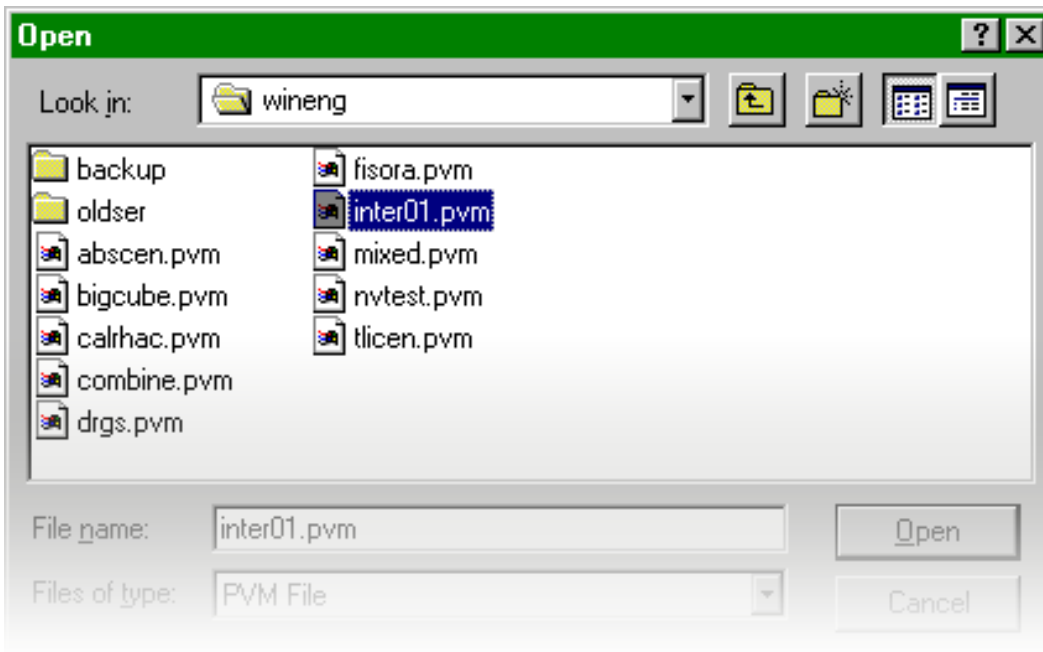 Open
Look in: wineng
backup fisora.pvm
oldser inter01.pvm
abscen.pvm mixed.pvm
bigcube.pvm nvtest.pvm
calrhac.pvm tlicen.pvm
combine.pvm
drgs.pvm
File name: inter01.pvm Open
Files of type: PVM File Cancel